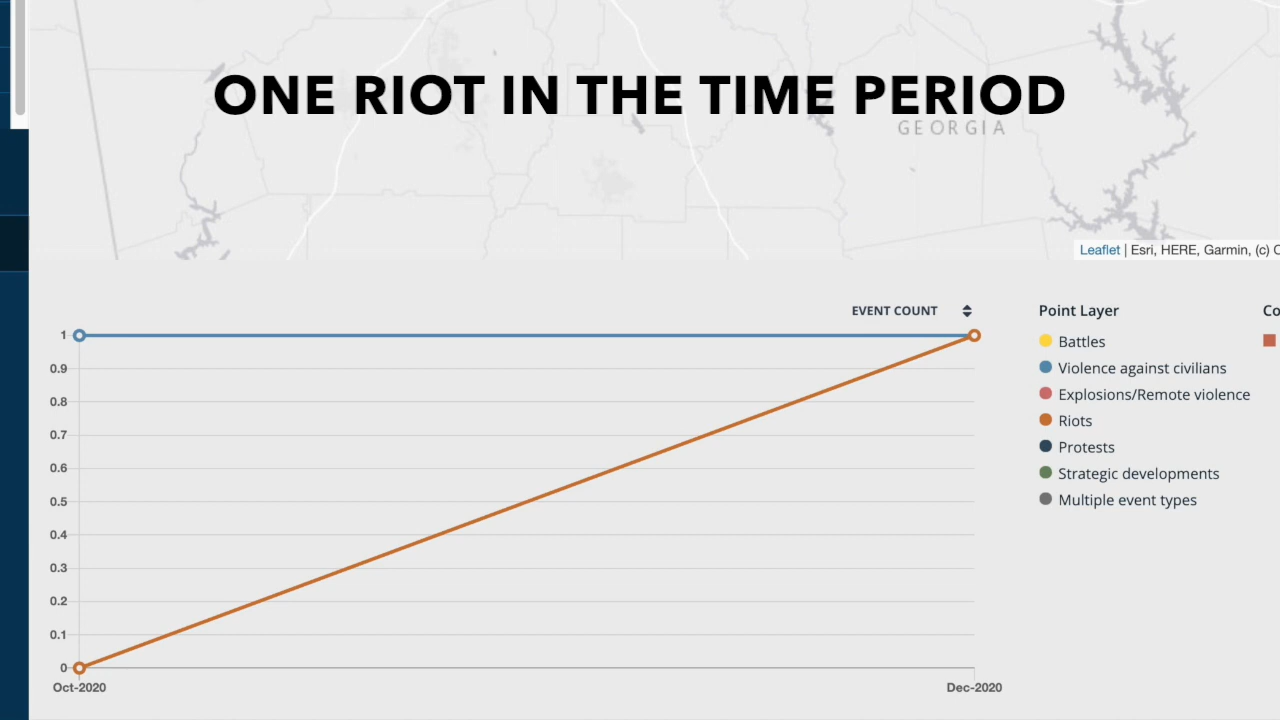 ONE RIOT IN THE TIME PERIOD
GEORGIA
Leaflet | Esri, HERE, Garmin, (c)
EVENT COUNT
Point Layer
1
0.9
0.8
0.7
0.6
0.5
0.4
0.3
0.2
0.1
0
Oct-2020
Dec-2020
Battles
Violence against civilians
Explosions/Remote violence
Riots
Protests
Strategic developments
Multiple event types